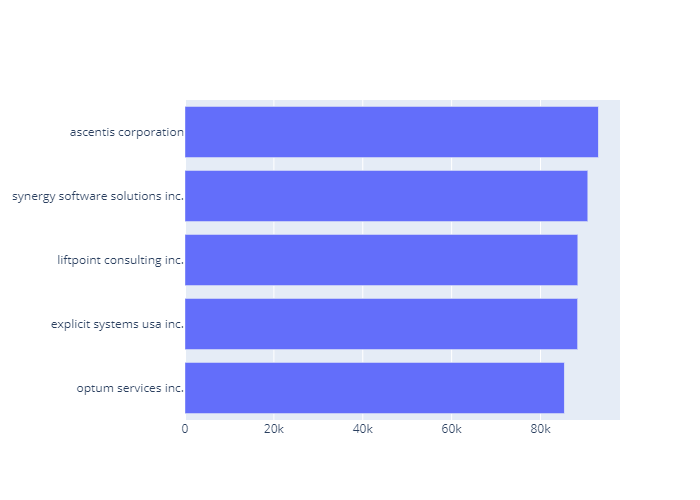 ascentis corporation
synergy software solutions inc.
liftpoint consulting inc.
explicit systems usa inc.
optum services inc.
0 20k 40k 60k 80k